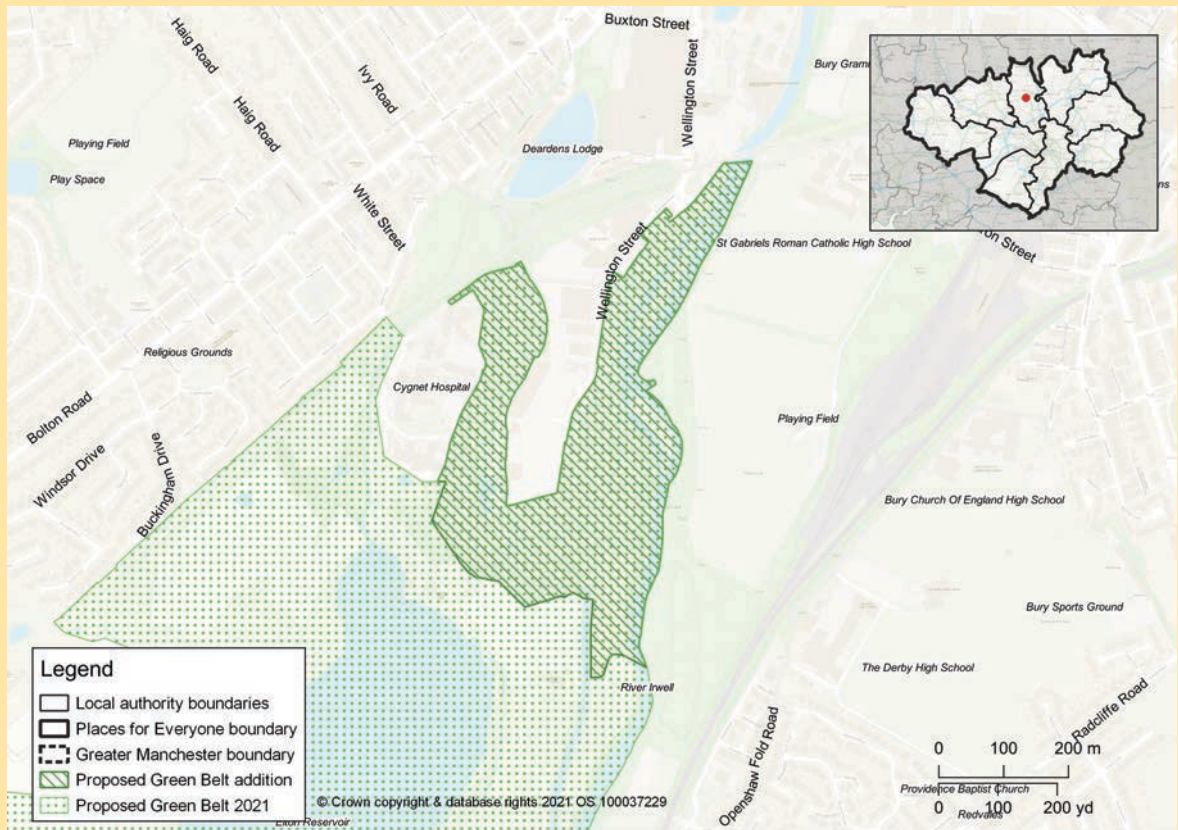 Buxton Street
Haig Road
Ivy Road
Wellington Street
Bury Gram
Haig Road
Playing Field
Deardens Lodge
Play Space
White Street
ns
ron Street
St Gabriels Roman Catholic High School
Wellington Street
Religious Grounds
Cygnet Hospital
Bolton Road
Windsor Drive
Buckingham Drive
Playing Field
Bury Church Of England High School
Bury Sports Ground
The Derby High School
River Irwell
Radcliffe Road
Openshaw Fold Road
Legend
Local authority boundaries
Places for Everyone boundary
Greater Manchester boundary
Proposed Green Belt addition
Proposed Green Belt 2021
© Crown copyright & database rights 2021 OS 100037229
Elton Reservoir
0 100 200 m
Providence Baptist Church
0 100 200 yd
Redvales